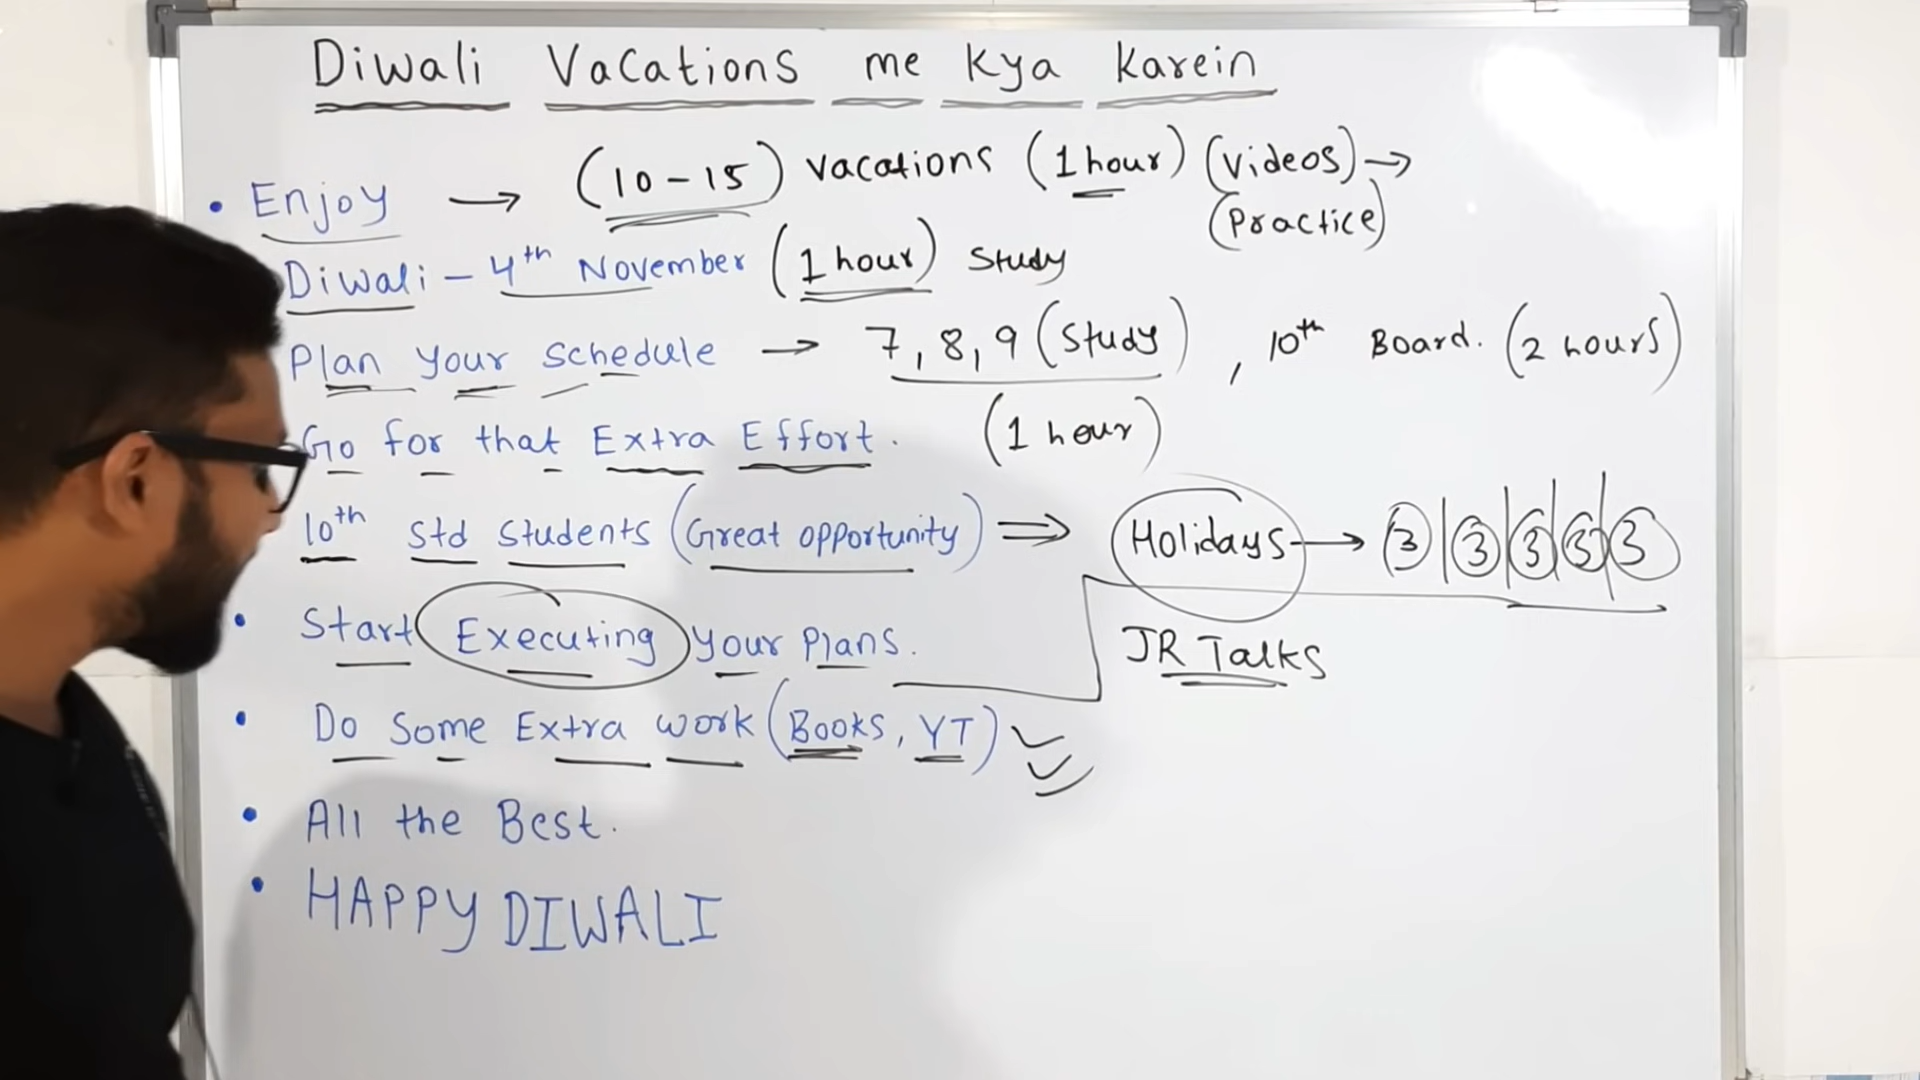 Diwali Vacations me kya karein
• Enjoy → (10-15) vacations (1 hour) (videos) →
(Practice)
Diwali - 4th November (1 hour) study
Plan your schedule → 7, 8, 9 (study) , 10th Board. (2 hours)
Go for that Extra Effort. (1 hour)
10th std students (Great opportunity) ⇒ Holidays → 3 | 3 | 3 | 3 | 3
• Start Executing your Plans.
JR Talks
• Do Some Extra work (Books, YT) ✓✓
• All the Best.
• HAPPY DIWALI